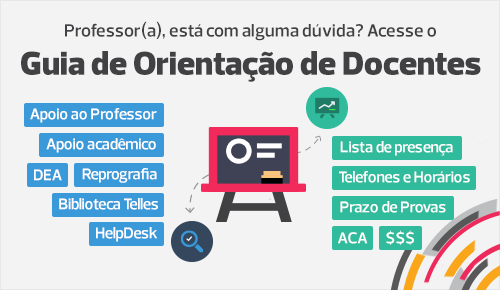 Professor(a), está com alguma dúvida? Acesse o
Guia de Orientação de Docentes
Apoio ao Professor
Apoio acadêmico
DEA Reprografia
Biblioteca Telles
HelpDesk
Lista de presença
Telefones e Horários
Prazo de Provas
ACA $$$